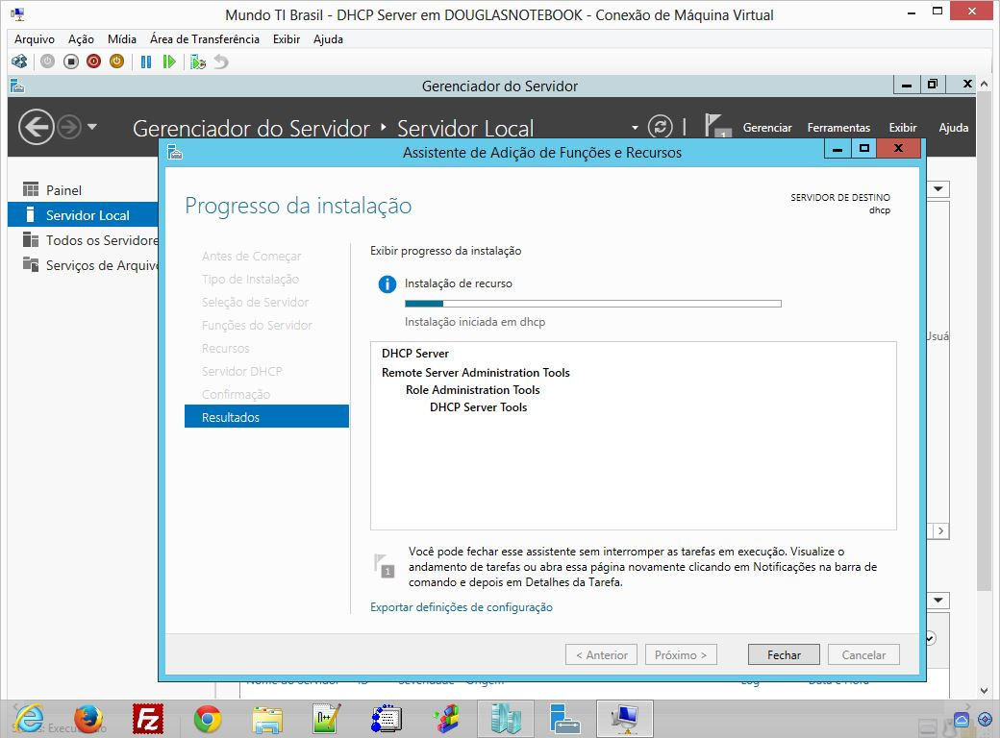 Mundo TI Brasil - DHCP Server em DOUGLASNOTEBOOK - Conexão de Máquina Virtual
Arquivo Ação Mídia Área de Transferência Exibir Ajuda
Gerenciador do Servidor
Gerenciador do Servidor Servidor Local
1
Gerenciar Ferramentas Exibir Ajuda
Assistente de Adição de Funções e Recursos
Painel
Servidor Local
Todos os Servidore
Serviços de Arquiv
Progresso da instalação
SERVIDOR DE DESTINO
dhcp
Antes de Começar
Tipo de Instalação
Seleção de Servidor
Funções do Servidor
Recursos
Servidor DHCP
Confirmação
Resultados
Exibir progresso da instalação
Instalação de recurso
Instalação iniciada em dhcp
DHCP Server
Remote Server Administration Tools
Role Administration Tools
DHCP Server Tools
Usuá
1
Você pode fechar esse assistente sem interromper as tarefas em execução. Visualize o
andamento de tarefas ou abra essa página novamente clicando em Notificações na barra de
comando e depois em Detalhes da Tarefa.
Exportar definições de configuração
< Anterior Próximo > Fechar Cancelar
Nome do Servidor ID Severidade Origem Log Data e Hora
Fz